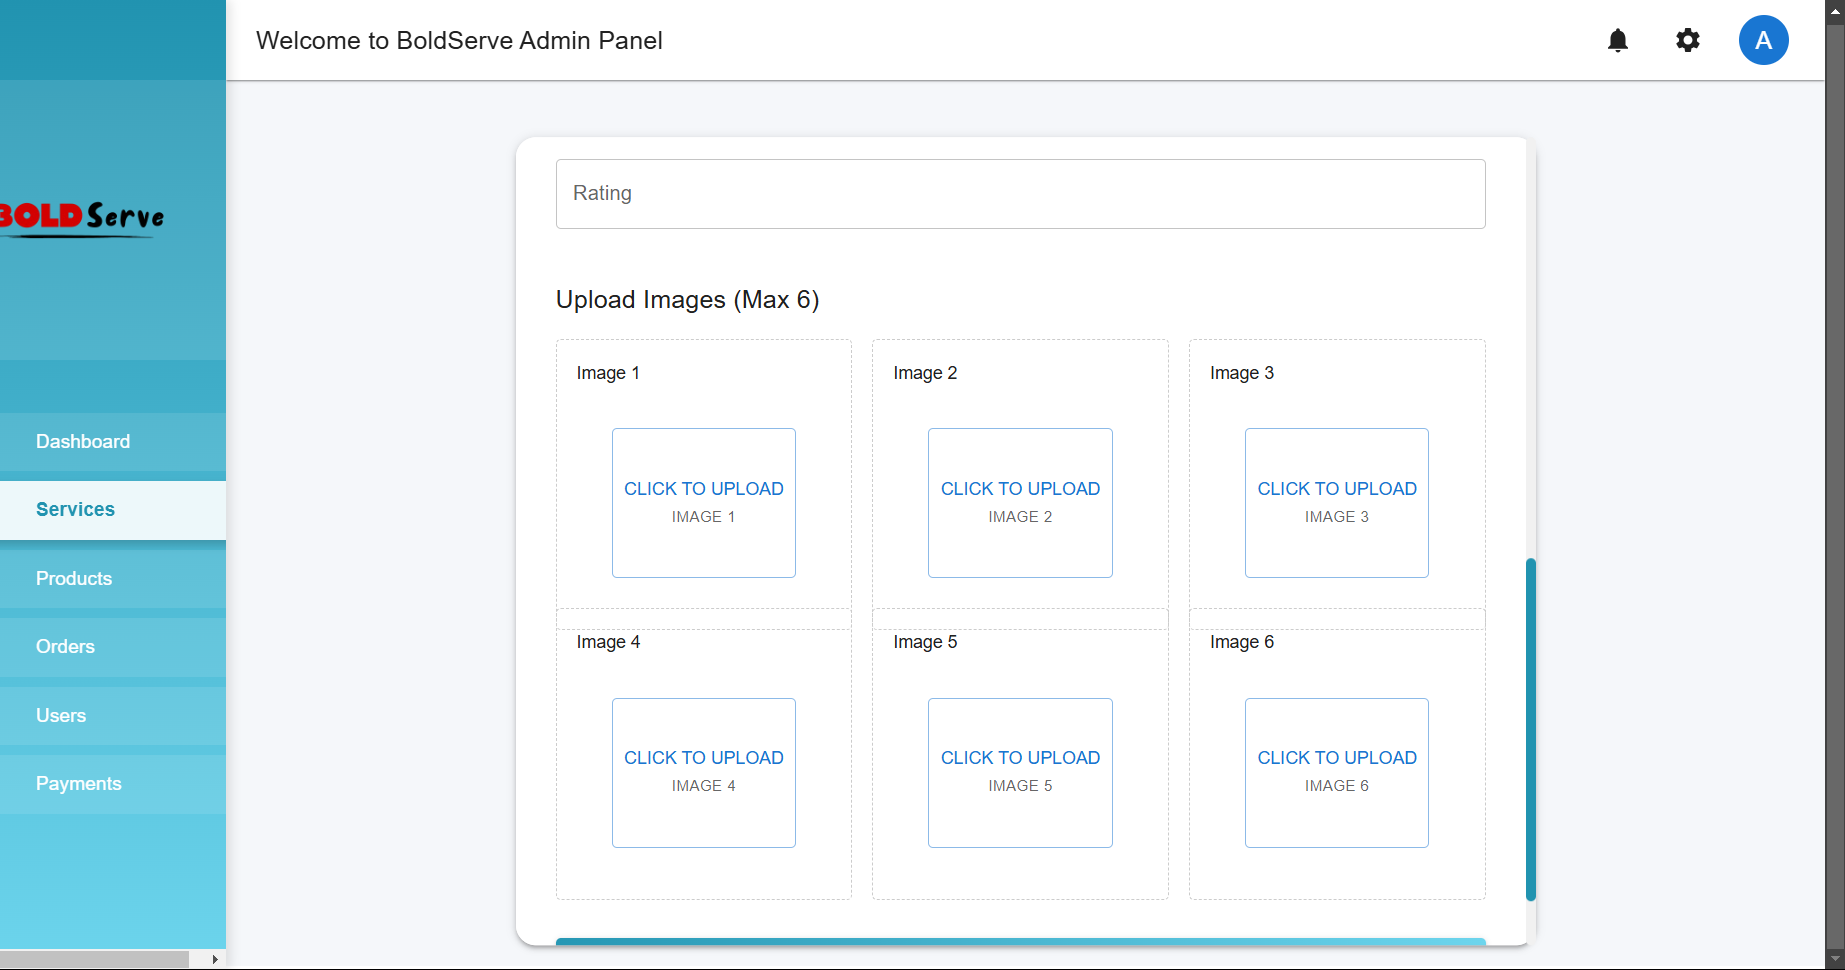 Welcome to BoldServe Admin Panel
A
BOLD Serve
Dashboard
Services
Products
Orders
Users
Payments
Rating
Upload Images (Max 6)
Image 1
Image 2
Image 3
CLICK TO UPLOAD
IMAGE 1
CLICK TO UPLOAD
IMAGE 2
CLICK TO UPLOAD
IMAGE 3
Image 4
Image 5
Image 6
CLICK TO UPLOAD
IMAGE 4
CLICK TO UPLOAD
IMAGE 5
CLICK TO UPLOAD
IMAGE 6